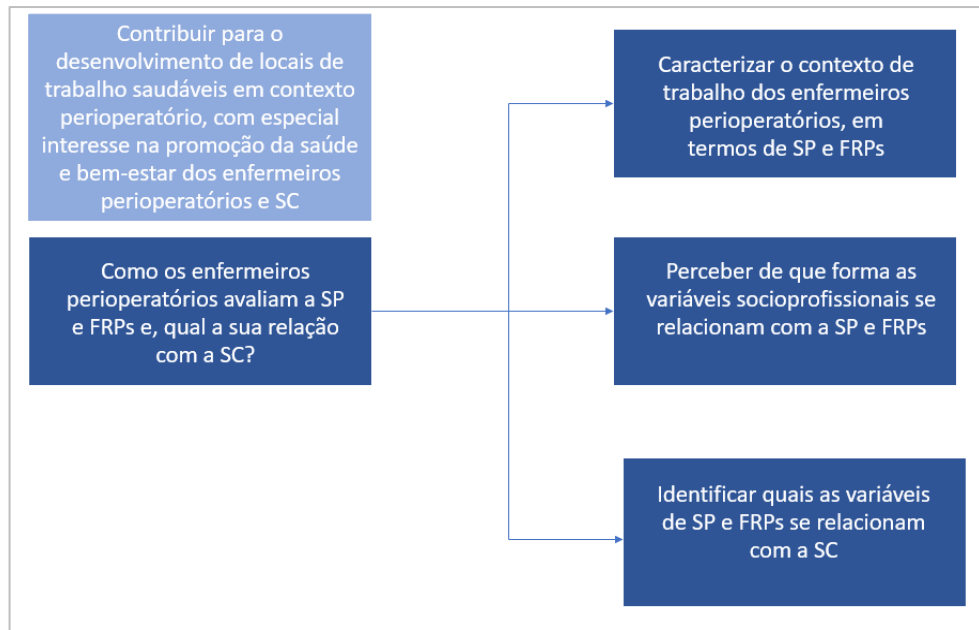 Contribuir para o
desenvolvimento de locais de
trabalho saudáveis em contexto
perioperatório, com especial
interesse na promoção da saúde
e bem-estar dos enfermeiros
perioperatórios e SC
Como os enfermeiros
perioperatórios avaliam a SP
e FRPs e, qual a sua relação
com a SC?
Caracterizar o contexto de
trabalho dos enfermeiros
perioperatórios, em
termos de SP e FRPs
Perceber de que forma as
variáveis socioprofissionais se
relacionam com a SP e FRPs
Identificar quais as variáveis
de SP e FRPs se relacionam
com a SC